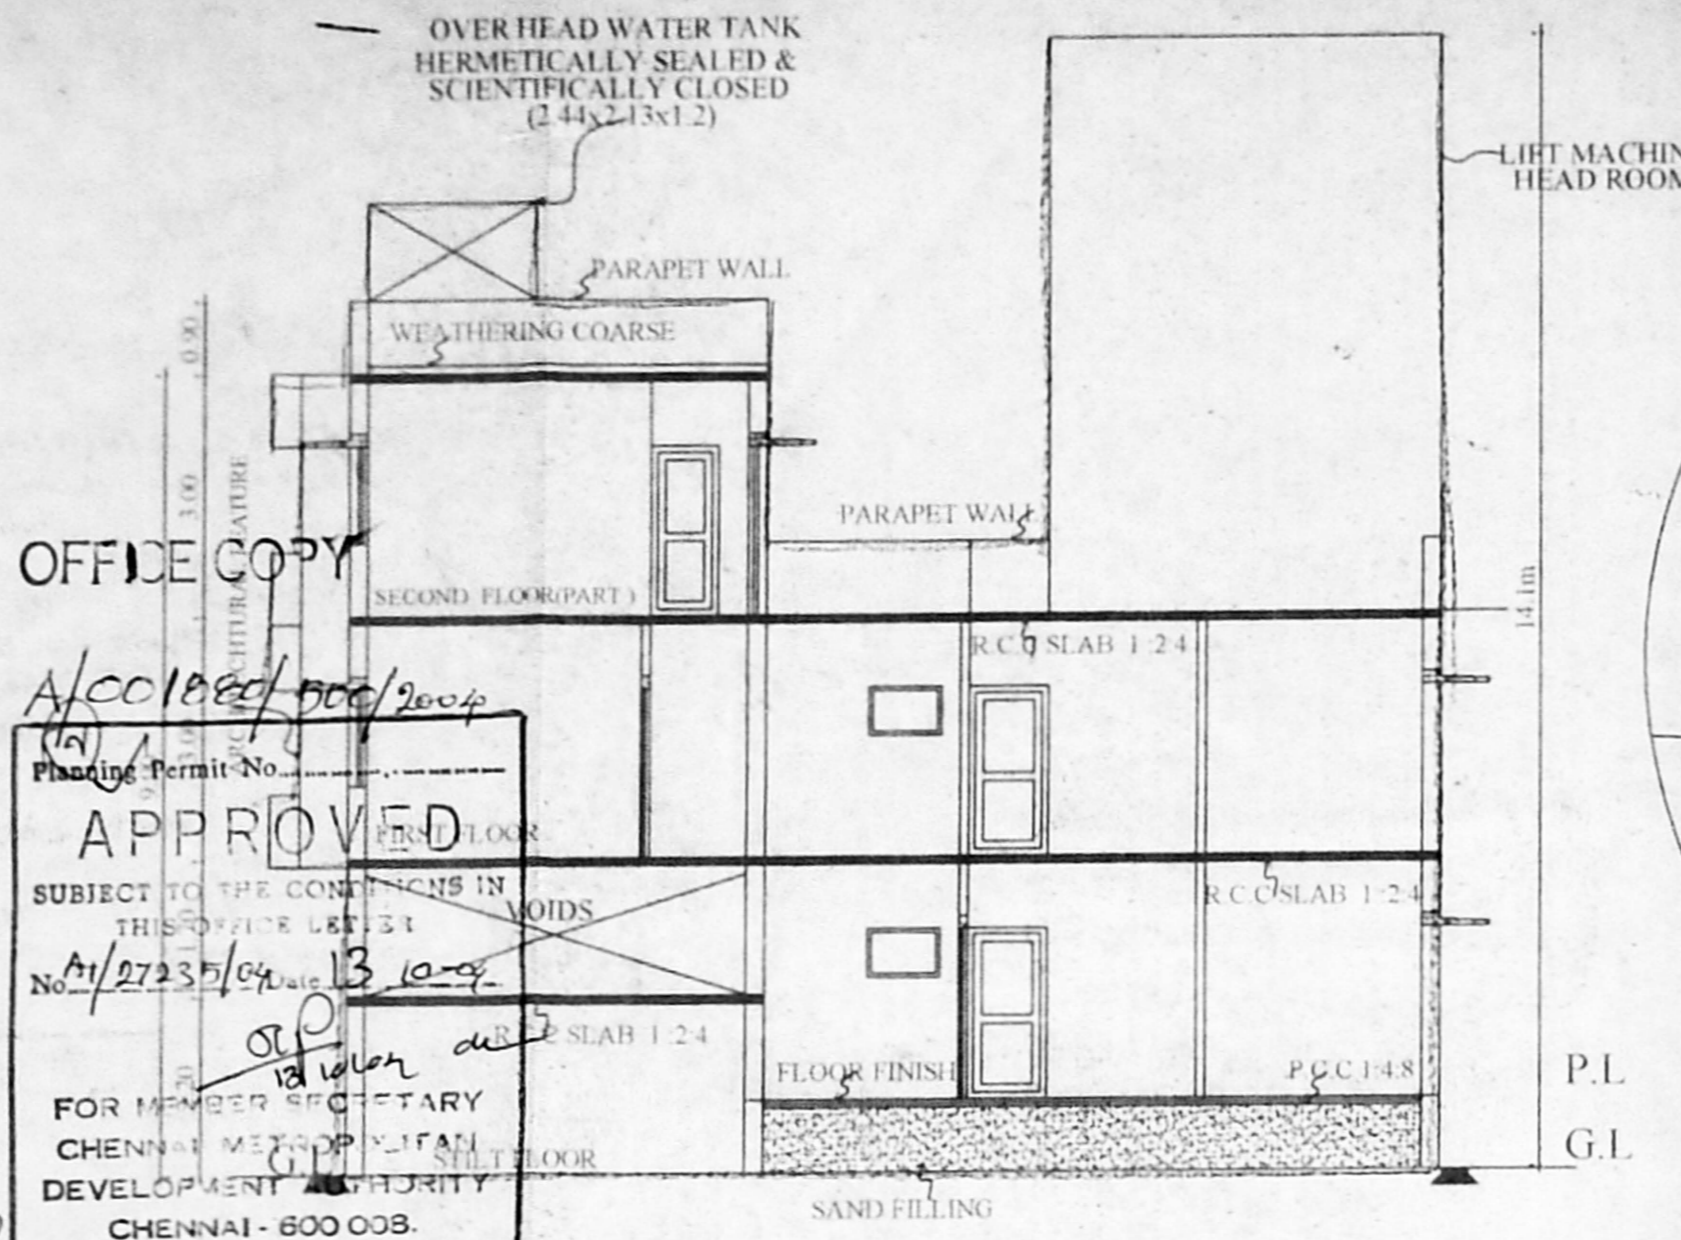 OVER HEAD WATER TANK
HERMETICALLY SEALED &
SCIENTIFICALLY CLOSED
(2.44x2.13x1.2)
LIFT MACHIN
HEAD ROOM
PARAPET WALL
WEATHERING COARSE
0.90
3.00
PARAPET WALL
OFFICE COPY
SECOND FLOOR(PART)
14.1m
R.C.C SLAB 1:2:4
3.00
Planning Permit No
APPROVED
FIRST FLOOR
SUBJECT TO THE CONDITIONS IN
THIS OFFICE LETTER
VOIDS
R.C.C SLAB 1:2:4
No A1/27235/04 Date 13 10-04
R.C.C SLAB 1:2:4
FLOOR FINISH
P.C.C 1:4:8
P.L
FOR MEMBER SECRETARY
CHENNAI METROPOLITAN
G.L
STILT FLOOR
G.L
DEVELOPMENT AUTHORITY
SAND FILLING
CHENNAI - 600 008.